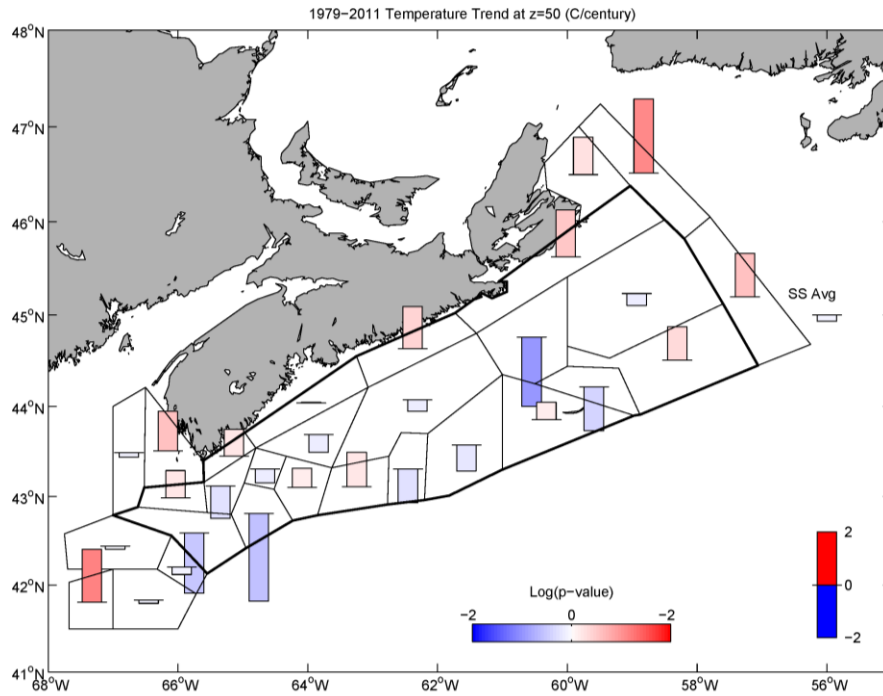 1979−2011 Temperature Trend at z=50 (C/century)
48°N
47°N
46°N
45°N
44°N
43°N
42°N
41°N
SS Avg
Log(p−value)
−2 0 −2
2
0
−2
68°W 66°W 64°W 62°W 60°W 58°W 56°W